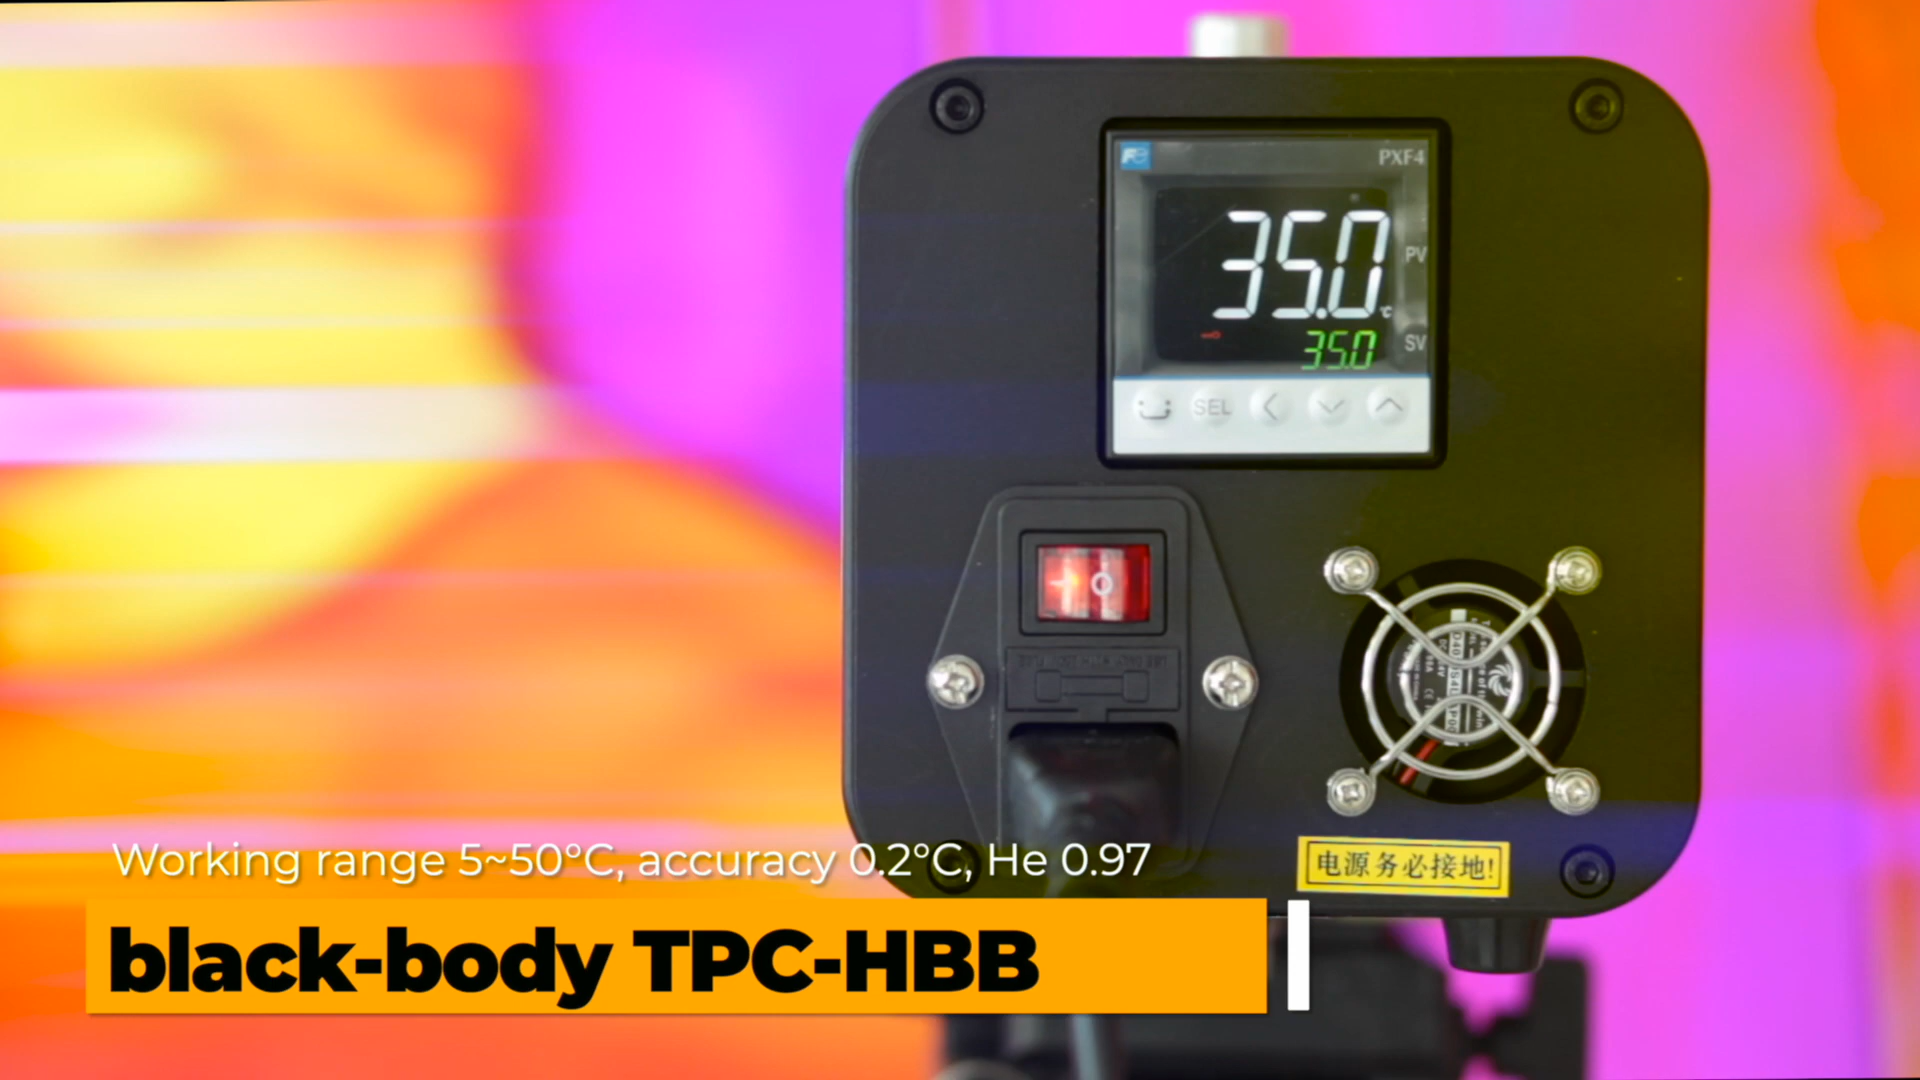 PXF4
35.0
PV
°C
35.0
SV
SEL
Working range 5~50°C, accuracy 0.2°C, He 0.97
black-body TPC-HBB
电源务必接地!